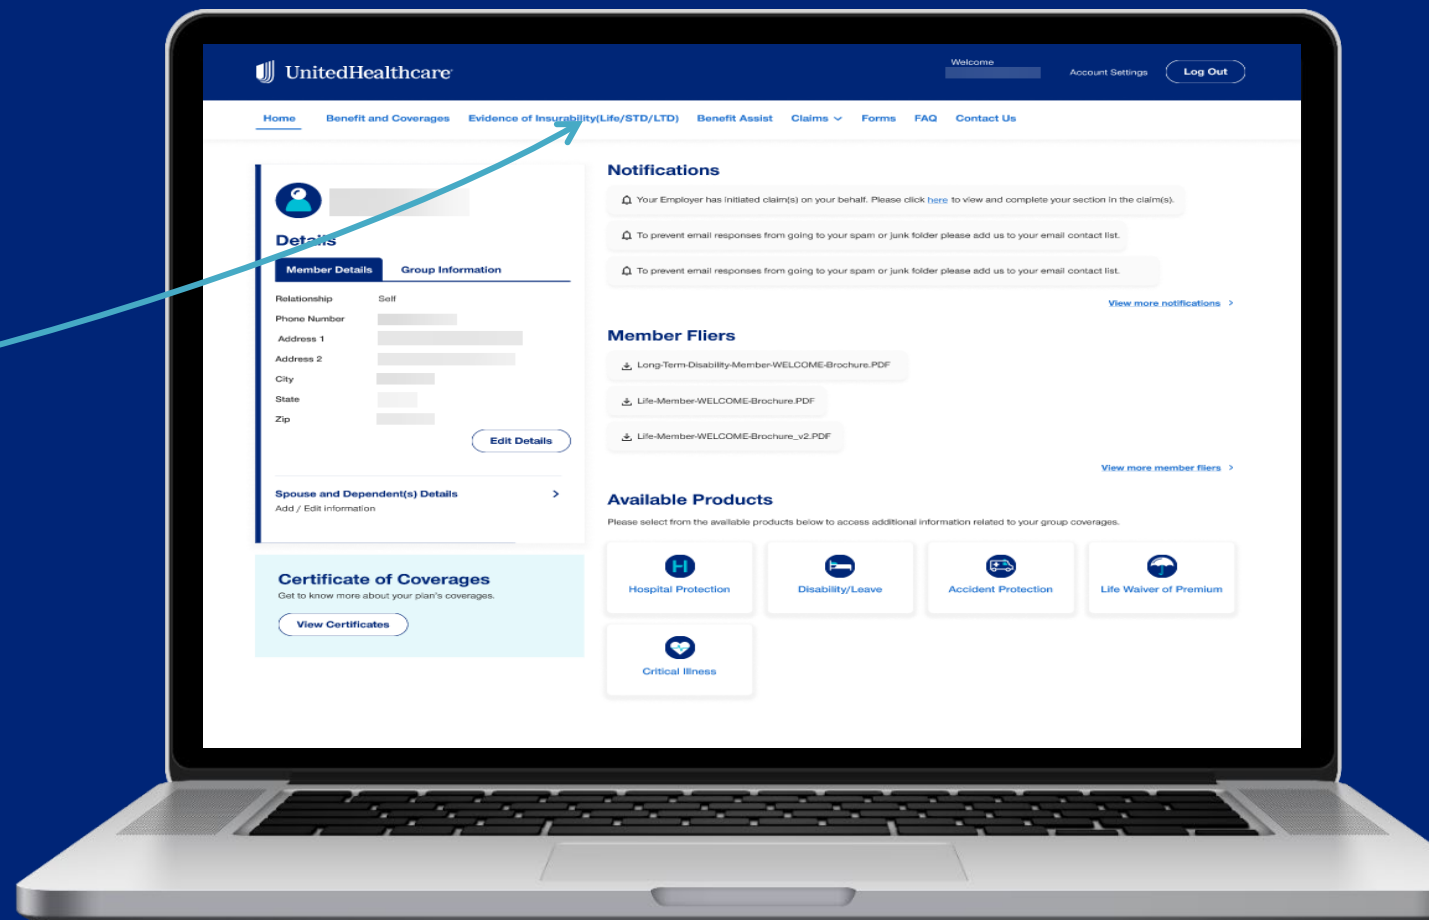 UnitedHealthcare
Welcome
Account Settings
Log Out
Home Benefit and Coverages Evidence of Insurability(Life/STD/LTD) Benefit Assist Claims Forms FAQ Contact Us
Details
Member Details Group Information
Relationship Self
Phone Number
Address 1
Address 2
City
State
Zip
Edit Details
Spouse and Dependent(s) Details
Add / Edit information
Certificate of Coverages
Get to know more about your plan's coverages.
View Certificates
Notifications
Your Employer has initiated claim(s) on your behalf. Please click here to view and complete your section in the claim(s).
To prevent email responses from going to your spam or junk folder please add us to your email contact list.
To prevent email responses from going to your spam or junk folder please add us to your email contact list.
View more notifications
Member Fliers
Long-Term-Disability-Member-WELCOME-Brochure.PDF
Life-Member-WELCOME-Brochure.PDF
Life-Member-WELCOME-Brochure_v2.PDF
View more member fliers
Available Products
Please select from the available products below to access additional information related to your group coverages.
H
Hospital Protection
Disability/Leave
Accident Protection
Life Waiver of Premium
Critical Illness